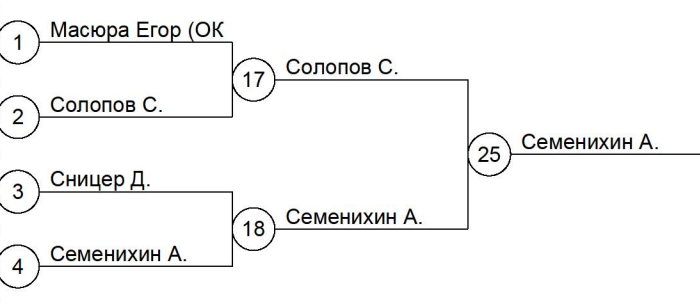 1 Масюра Егор (ОК
17 Солопов С.
2 Солопов С.
25 Семенихин А.
3 Сницер Д.
18 Семенихин А.
4 Семенихин А.